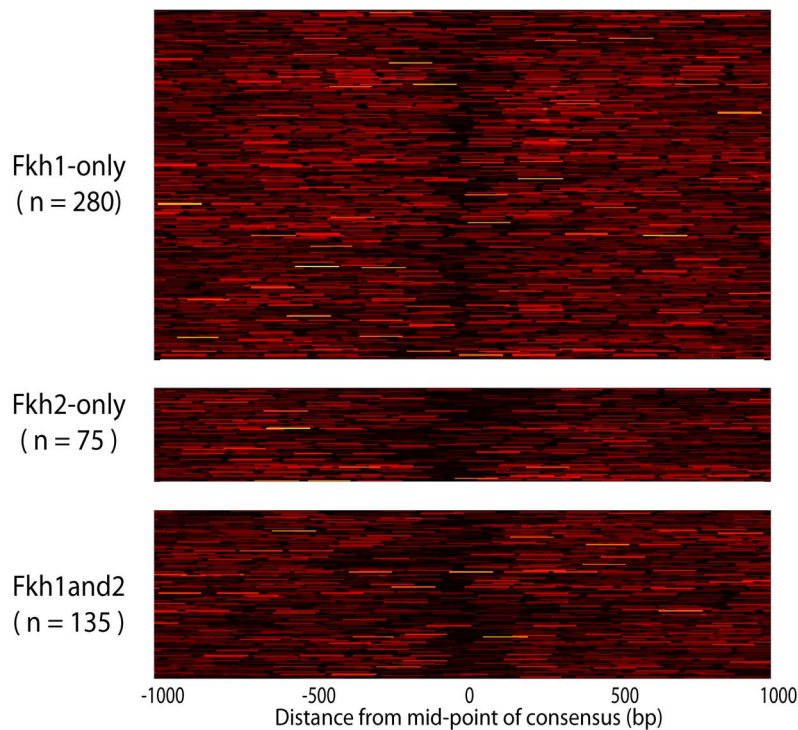 Fkh1-only
( n = 280)
Fkh2-only
( n = 75 )
Fkh1and2
( n = 135 )
-1000 -500 0 500 1000
Distance from mid-point of consensus (bp)